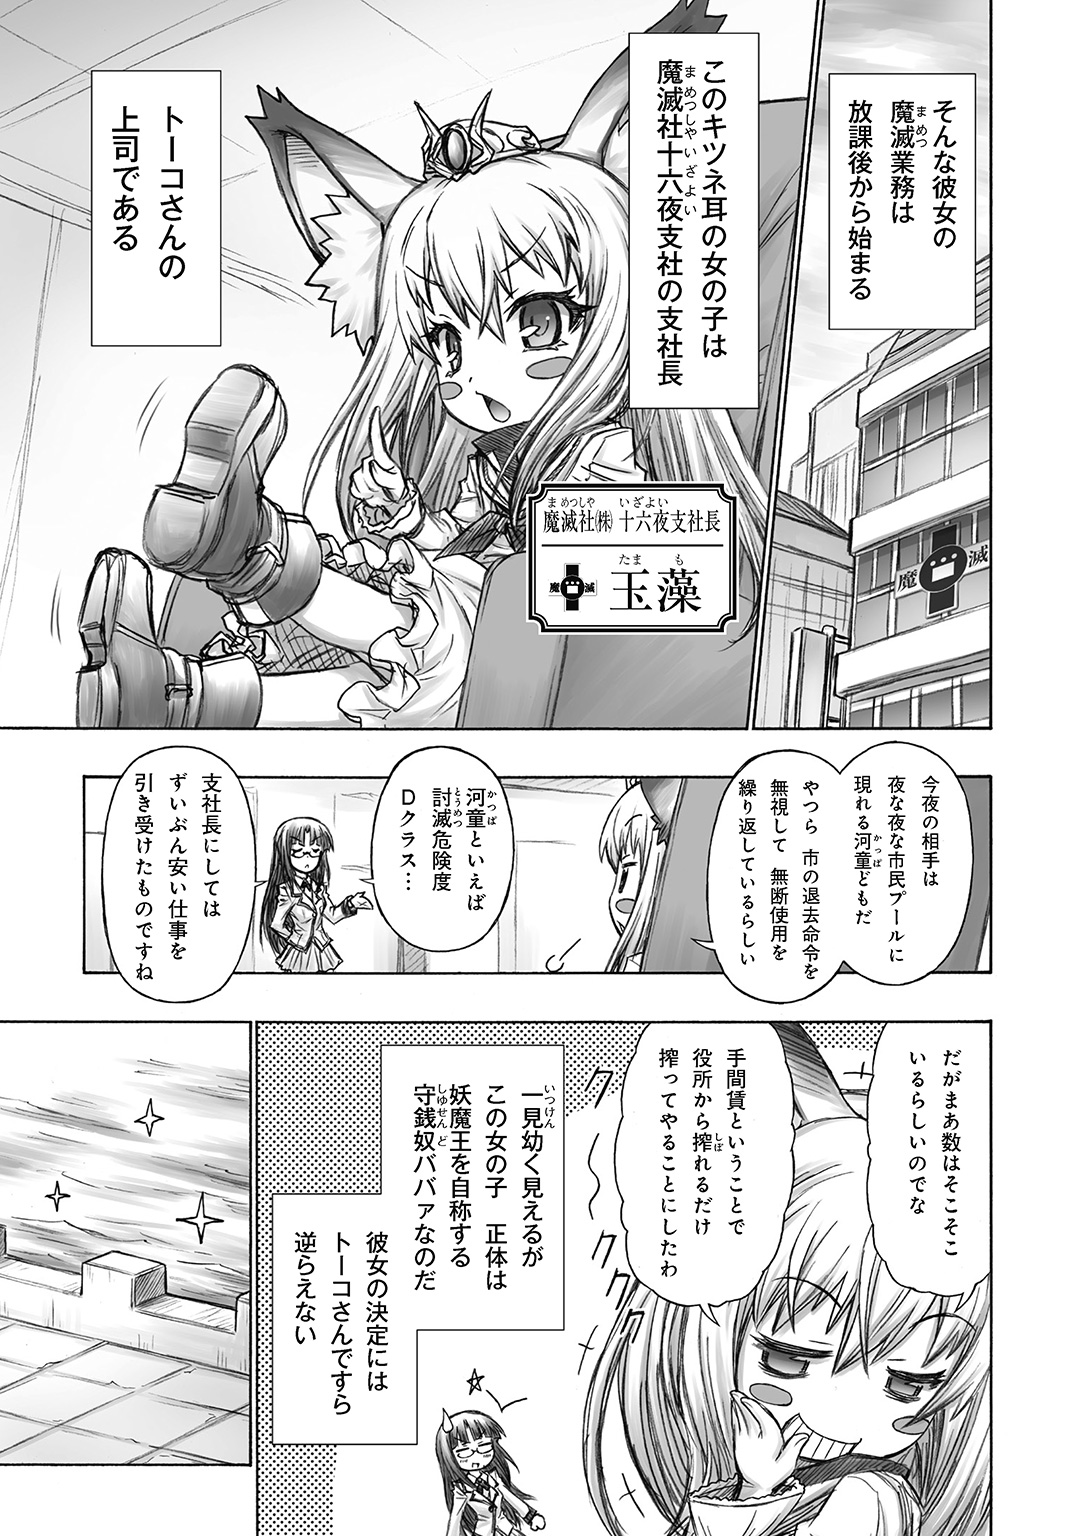 そんな彼女の
魔滅業務は
放課後から始まる
魔滅
このキツネ耳の女の子は
魔滅社十六夜支社の支社長
魔滅社㈱十六夜支社長
魔滅
玉藻
トーコさんの
上司である
今夜の相手は
夜な夜な市民プールに
現れる河童どもだ
やつら 市の退去命令を
無視して 無断使用を
繰り返しているらしい
河童といえば
討滅危険度
Dクラス…
支社長にしては
ずいぶん安い仕事を
引き受けたものですね
だがまあ数はそこそこ
いるらしいのでな
手間賃ということで
役所から搾れるだけ
搾ってやることにしたわ
クク
クククク
一見幼く見えるが
この女の子 正体は
妖魔王を自称する
守銭奴ババァなのだ
彼女の決定には
トーコさんですら
逆らえない